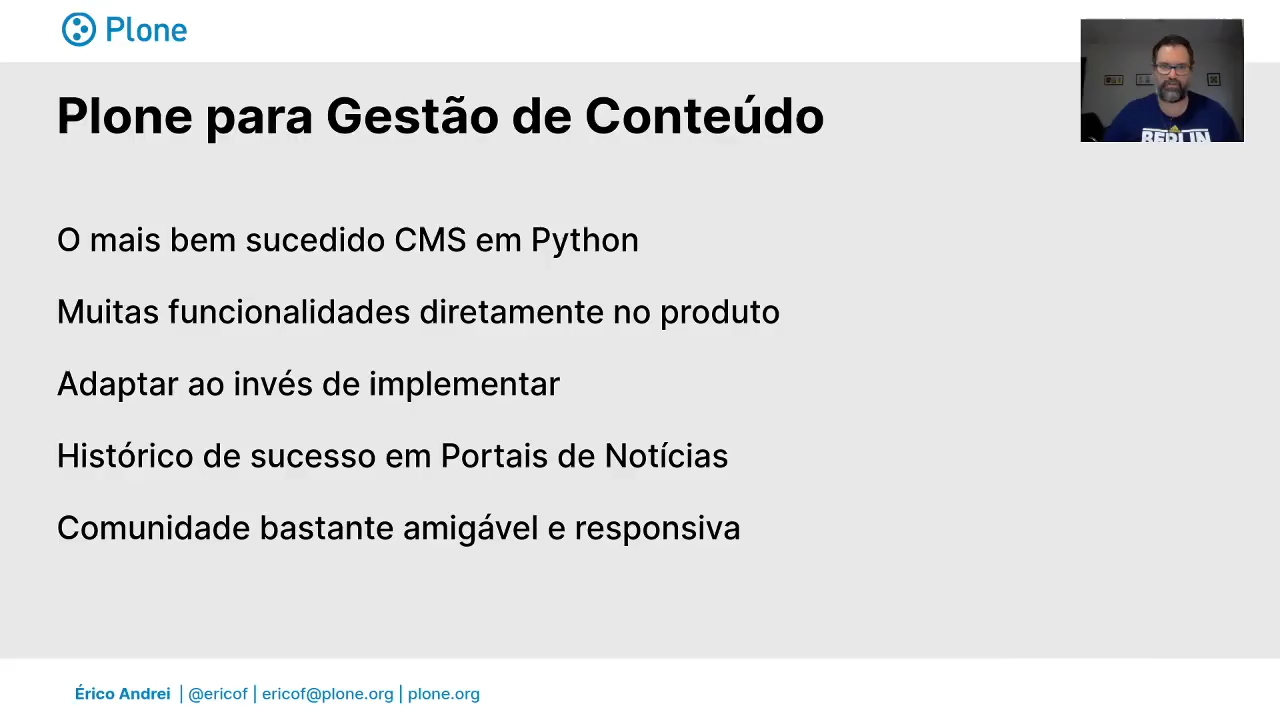 Plone
Plone para Gestão de Conteúdo
BERLIN
O mais bem sucedido CMS em Python
Muitas funcionalidades diretamente no produto
Adaptar ao invés de implementar
Histórico de sucesso em Portais de Notícias
Comunidade bastante amigável e responsiva
Érico Andrei | @ericof | ericof@plone.org | plone.org